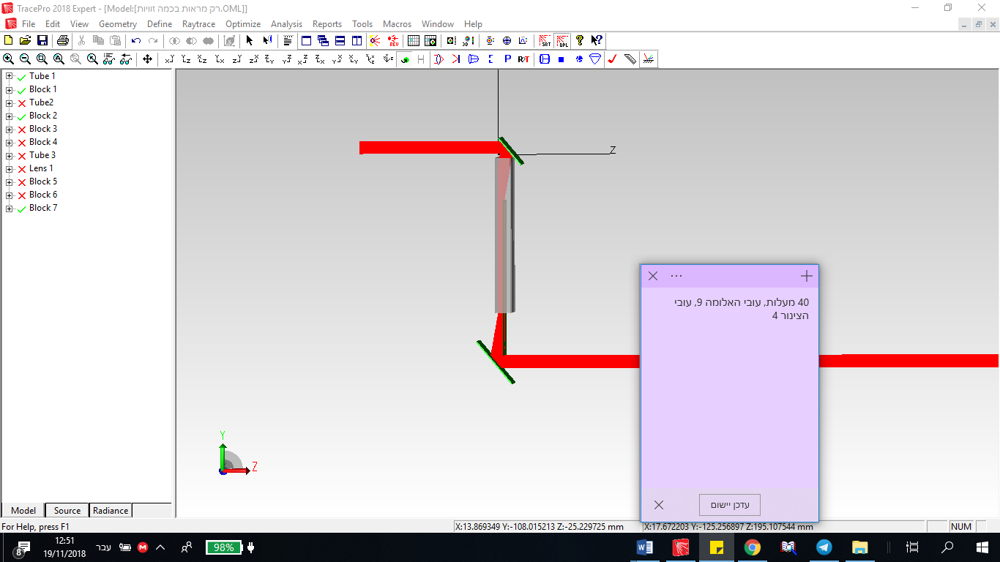 TracePro 2018 Expert - [Model:[רק מראות בכמה זוויות.OML]]
File Edit View Geometry Define Raytrace Optimize Analysis Reports Tools Macros Window Help
Tube 1
Block 1
Tube2
Block 2
Block 3
Block 4
Tube 3
Lens 1
Block 5
Block 6
Block 7
Z
40 מעלות, עובי האלומה 9, עובי
הצינור 4
עדכן יישום
Y
Z
Model Source Radiance
For Help, press F1
X:13.869349 Y:-108.015213 Z:-25.229725 mm
X:17.672203 Y:-125.256897 Z:195.107544 mm
NUM
8
12:51
19/11/2018
עבר
98%